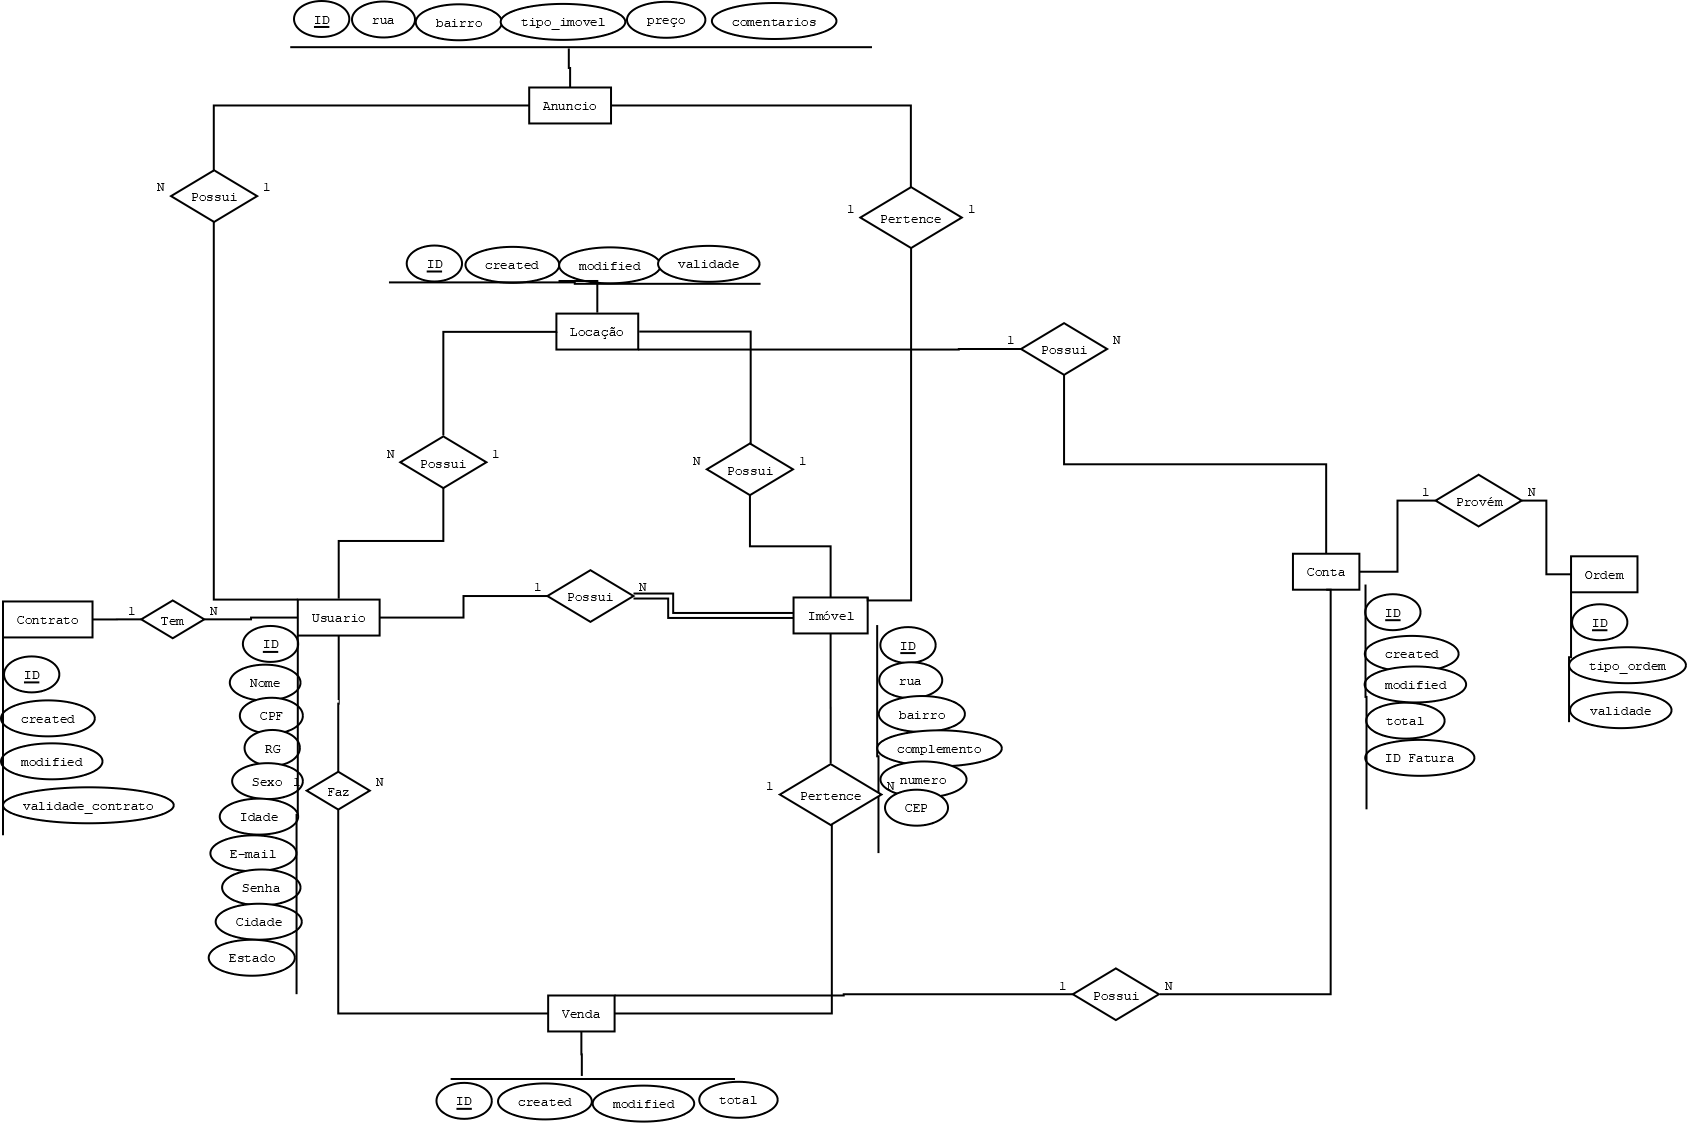 ID rua bairro tipo_imovel preço comentarios
Anuncio
N Possui 1
1 Pertence 1
ID created modified validade
Locação
1 Possui N
N Possui 1
N Possui 1
1 Provém N
Conta
Ordem
1 Possui N
Contrato
1 Tem N
Usuario
Imóvel
ID
created
modified
validade_contrato
ID
Nome
CPF
RG
Sexo
Idade
E-mail
Senha
Cidade
Estado
1 Faz N
1 Pertence N
ID
rua
bairro
complemento
numero
CEP
ID
created
modified
total
ID Fatura
ID
tipo_ordem
validade
1 Possui N
Venda
ID created modified total